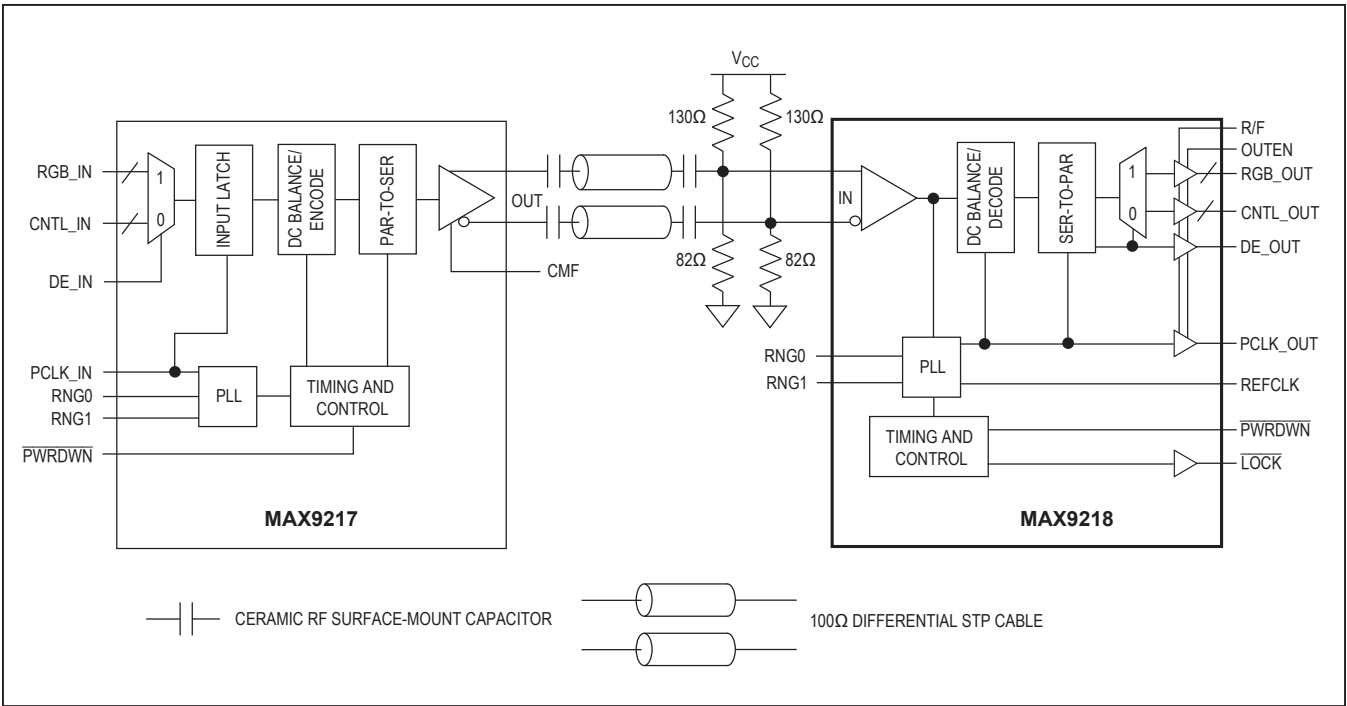 VCC
130Ω
130Ω
RGB_IN
1
0
CNTL_IN
DE_IN
INPUT LATCH
DC BALANCE/
ENCODE
PAR-TO-SER
OUT
CMF
82Ω
82Ω
PCLK_IN
RNG0
RNG1
PWRDWN
PLL
TIMING AND
CONTROL
MAX9217
IN
DC BALANCE/
DECODE
SER-TO-PAR
1
0
R/F
OUTEN
RGB_OUT
CNTL_OUT
DE_OUT
PCLK_OUT
RNG0
RNG1
PLL
REFCLK
TIMING AND
CONTROL
PWRDWN
LOCK
MAX9218
CERAMIC RF SURFACE-MOUNT CAPACITOR
100Ω DIFFERENTIAL STP CABLE